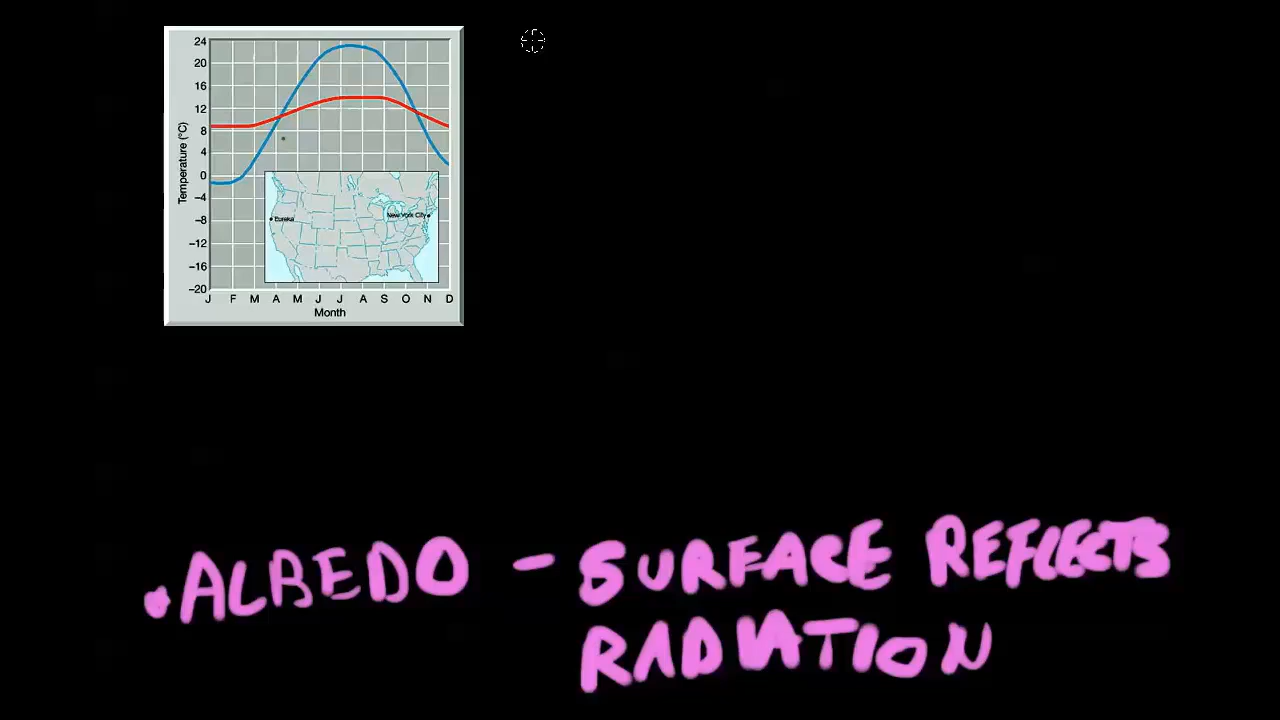 24
20
16
12
8
4
0
−4
−8
−12
−16
−20
Temperature (°C)
Eureka
New York City
J F M A M J J A S O N D
Month
• ALBEDO – SURFACE REFLECTS
RADIATION